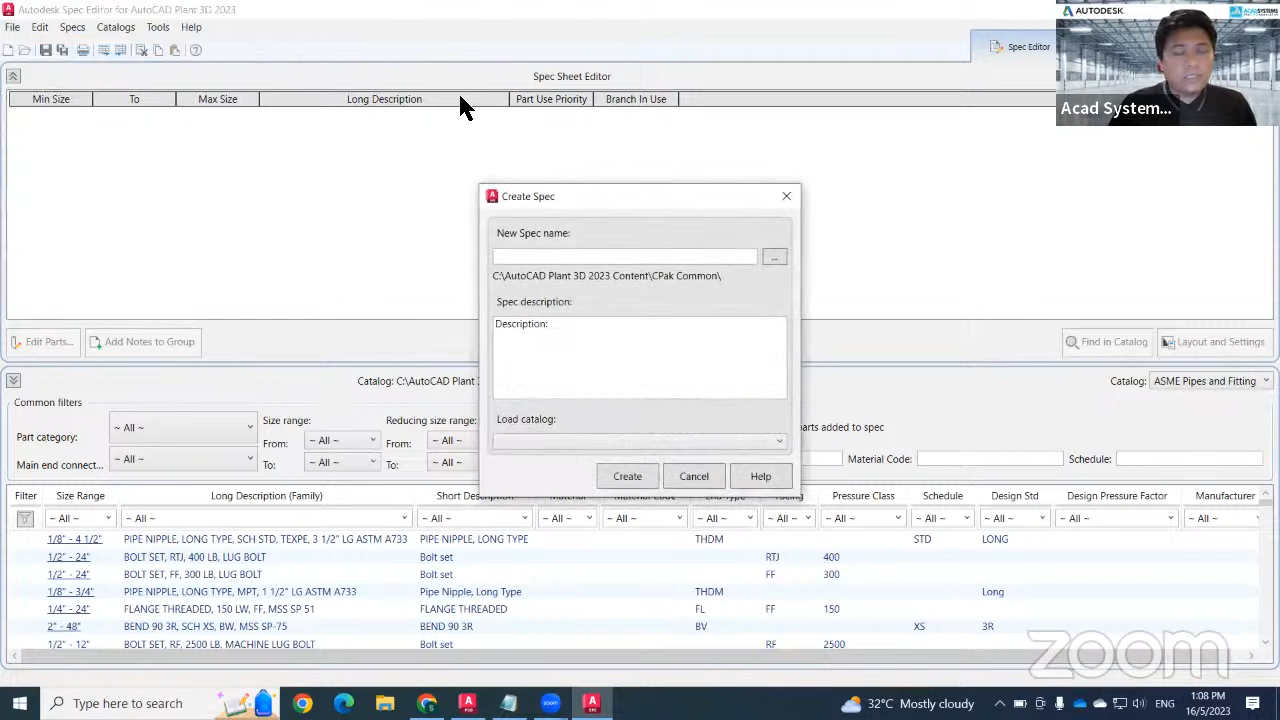 Autodesk Spec Editor for AutoCAD Plant 3D 2023
File Edit Specs Catalogs Tools Help
Spec Editor
AUTODESK
ACADSYSTEMS
Acad System...
Spec Sheet Editor
Min Size To Max Size Long Description Part Use Priority Branch In Use
Create Spec
New Spec name:
...
C:\AutoCAD Plant 3D 2023 Content\CPak Common\
Spec description:
Description:
Load catalog:
Create Cancel Help
Edit Parts... Add Notes to Group Find in Catalog Layout and Settings
Catalog: C:\AutoCAD Plant Catalog: ASME Pipes and Fitting
Common filters
Part category: ~ All ~ Size range: Reducing size range: parts added to spec
From: ~ All ~ From: ~ All ~
Main end connect... ~ All ~ To: ~ All ~ To: ~ All ~ Material Code: Schedule:
Filter Size Range Long Description (Family) Short Description Material Material Code End Type Facing Pressure Class Schedule Design Std Design Pressure Factor Manufacturer
~ All ~ ~ All ~ ~ All ~ ~ All ~ ~ All ~ ~ All ~ ~ All ~ ~ All ~ ~ All ~ ~ All ~ ~ All ~ ~ All ~
1/8" - 4 1/2" PIPE NIPPLE, LONG TYPE, SCH STD, TEXPE, 3 1/2" LG ASTM A733 PIPE NIPPLE, LONG TYPE THDM STD LONG
1/2" - 24" BOLT SET, RTJ, 400 LB, LUG BOLT Bolt set RTJ 400
1/2" - 24" BOLT SET, FF, 300 LB, LUG BOLT Bolt set FF 300
1/8" - 3/4" PIPE NIPPLE, LONG TYPE, MPT, 1 1/2" LG ASTM A733 Pipe Nipple, Long Type THDM Long
1/4" - 24" FLANGE THREADED, 150 LW, FF, MSS SP 51 FLANGE THREADED FL FF 150
2" - 48" BEND 90 3R, SCH XS, BW, MSS SP-75 BEND 90 3R BV XS 3R
1/2" - 12" BOLT SET, RF, 2500 LB, MACHINE LUG BOLT Bolt set RF 2500
zoom
Type here to search 32°C Mostly cloudy ENG 1:08 PM
16/5/2023